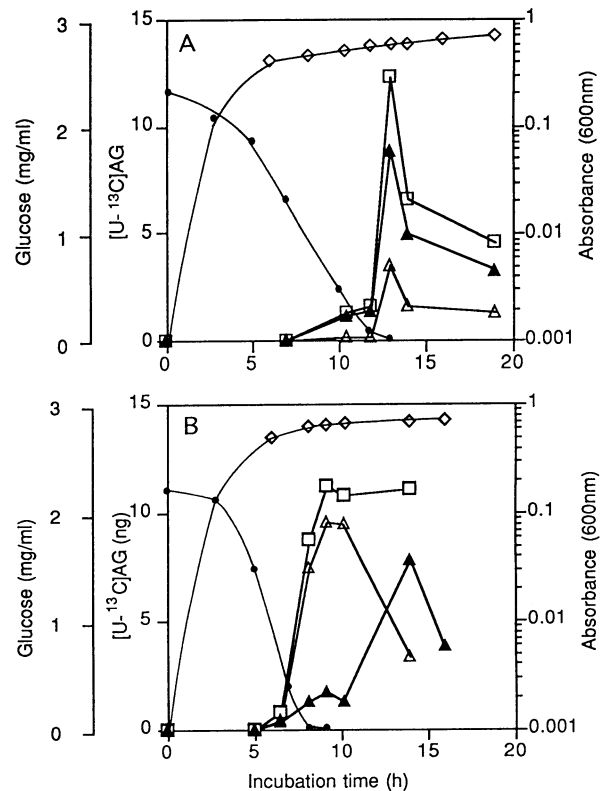 A
Glucose (mg/ml)
3
2
1
0
[U-13C]AG
15
10
5
0
Absorbance (600nm)
1
0.1
0.01
0.001
0 5 10 15 20
B
Glucose (mg/ml)
3
2
1
0
[U-13C]AG (ng)
15
10
5
0
Absorbance (600nm)
1
0.1
0.01
0.001
0 5 10 15 20
Incubation time (h)